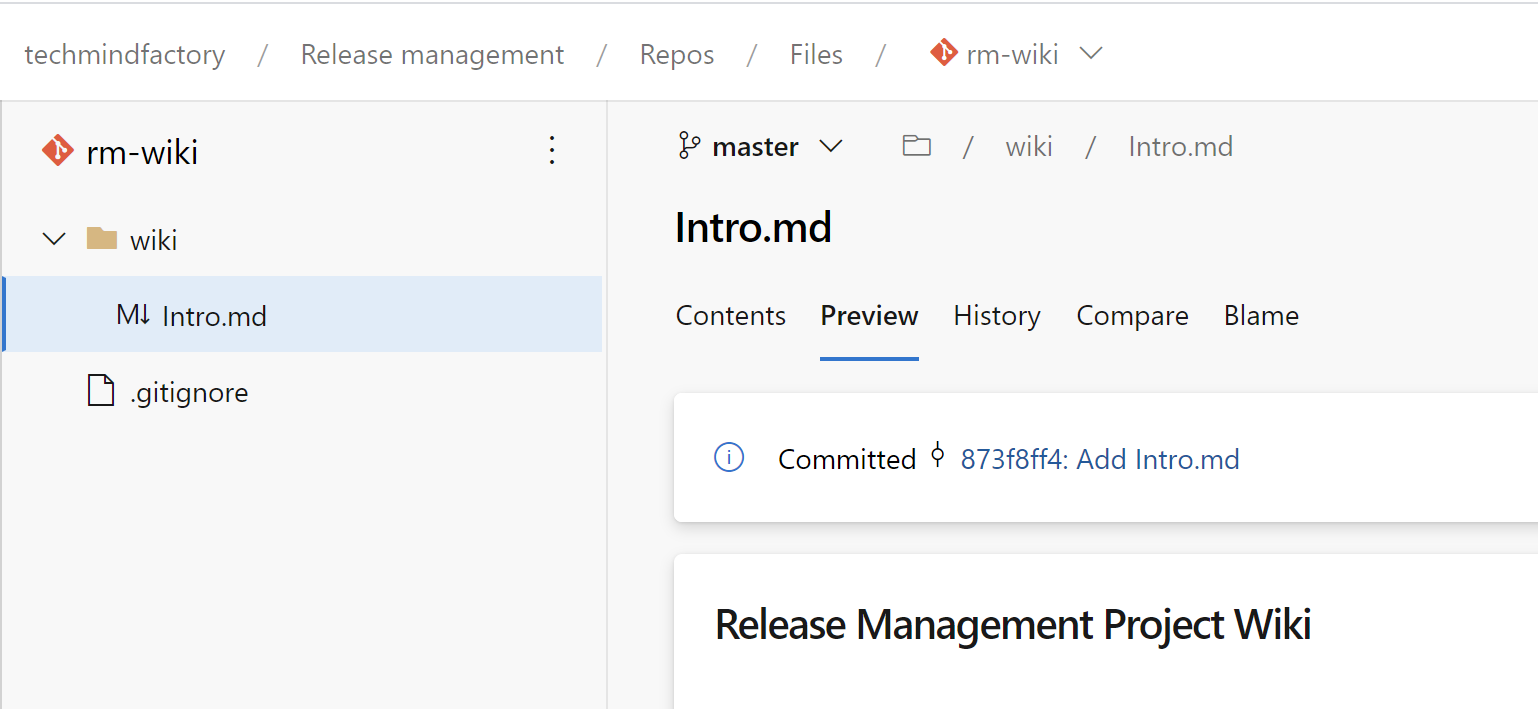 techmindfactory / Release management / Repos / Files / rm-wiki
rm-wiki
wiki
M↓ Intro.md
.gitignore
master / wiki / Intro.md
Intro.md
Contents Preview History Compare Blame
Committed 873f8ff4: Add Intro.md
Release Management Project Wiki